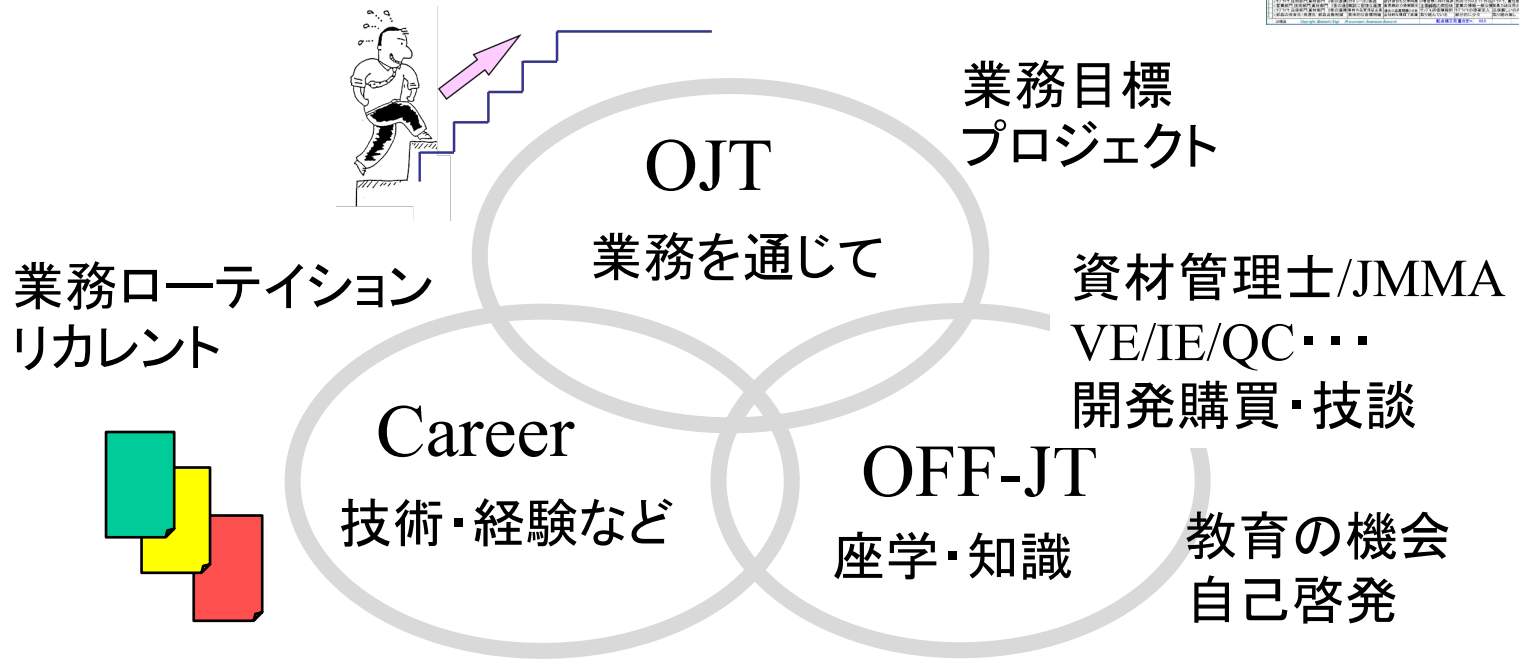 業務目標
プロジェクト
OJT
業務を通じて
業務ローテイション
リカレント
資材管理士/JMMA
VE/IE/QC・・・
開発購買・技談
Career
技術・経験など
OFF-JT
座学・知識
教育の機会
自己啓発